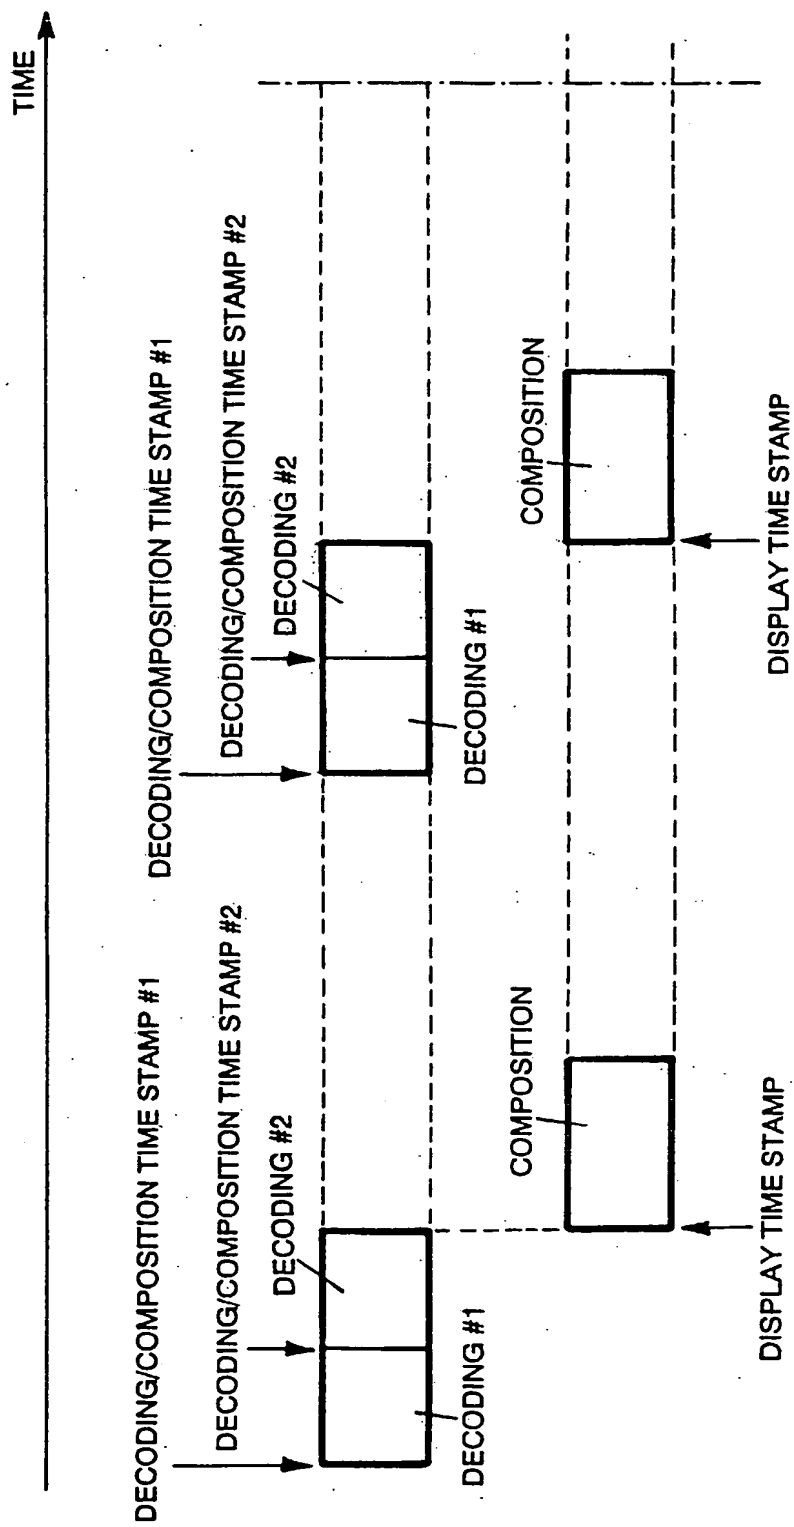 TIME
DECODING/COMPOSITION TIME STAMP #1
DECODING/COMPOSITION TIME STAMP #2
DECODING #2
DECODING #1
COMPOSITION
DISPLAY TIME STAMP
DECODING/COMPOSITION TIME STAMP #1
DECODING/COMPOSITION TIME STAMP #2
DECODING #2
DECODING #1
COMPOSITION
DISPLAY TIME STAMP